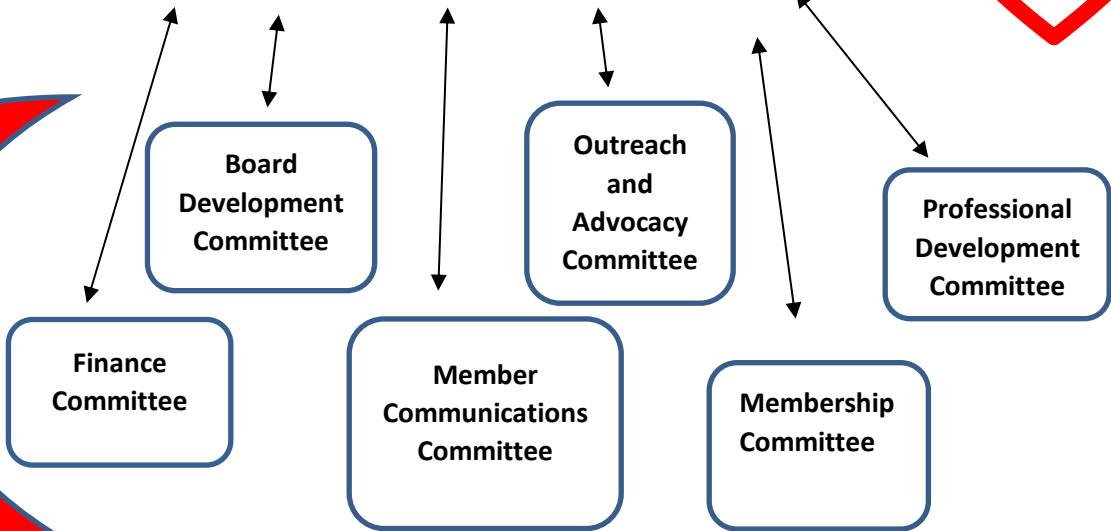 Board
Development
Committee
Outreach
and
Advocacy
Committee
Professional
Development
Committee
Finance
Committee
Member
Communications
Committee
Membership
Committee